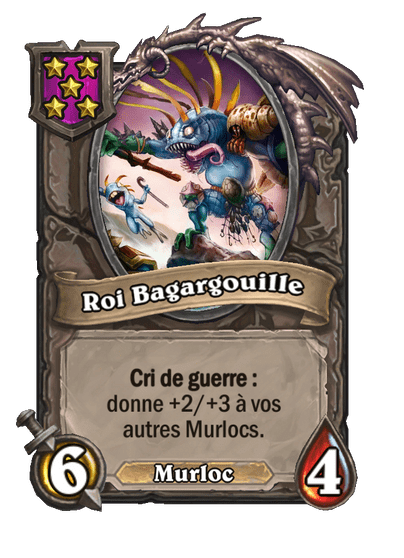 Roi Bagargouille
Cri de guerre :
donne +2/+3 à vos
autres Murlocs.
6
Murloc
4